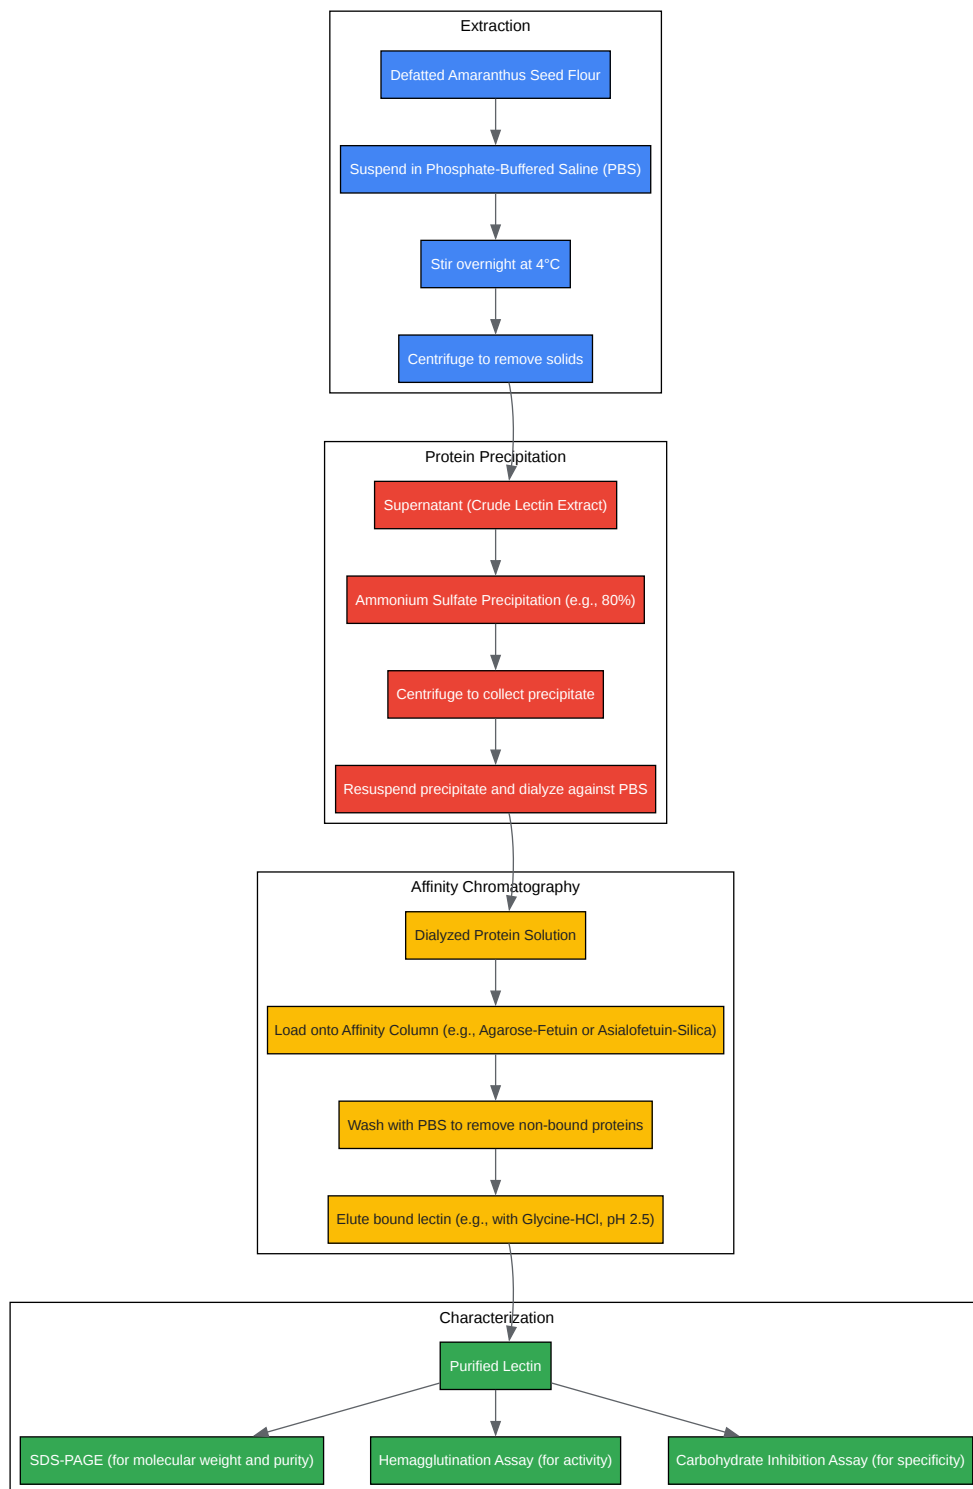 Extraction
Defatted Amaranthus Seed Flour
Suspend in Phosphate-Buffered Saline (PBS)
Stir overnight at 4°C
Centrifuge to remove solids
Protein Precipitation
Supernatant (Crude Lectin Extract)
Ammonium Sulfate Precipitation (e.g., 80%)
Centrifuge to collect precipitate
Resuspend precipitate and dialyze against PBS
Affinity Chromatography
Dialyzed Protein Solution
Load onto Affinity Column (e.g., Agarose-Fetuin or Asialofetuin-Silica)
Wash with PBS to remove non-bound proteins
Elute bound lectin (e.g., with Glycine-HCl, pH 2.5)
Characterization
Purified Lectin
SDS-PAGE (for molecular weight and purity)
Hemagglutination Assay (for activity)
Carbohydrate Inhibition Assay (for specificity)